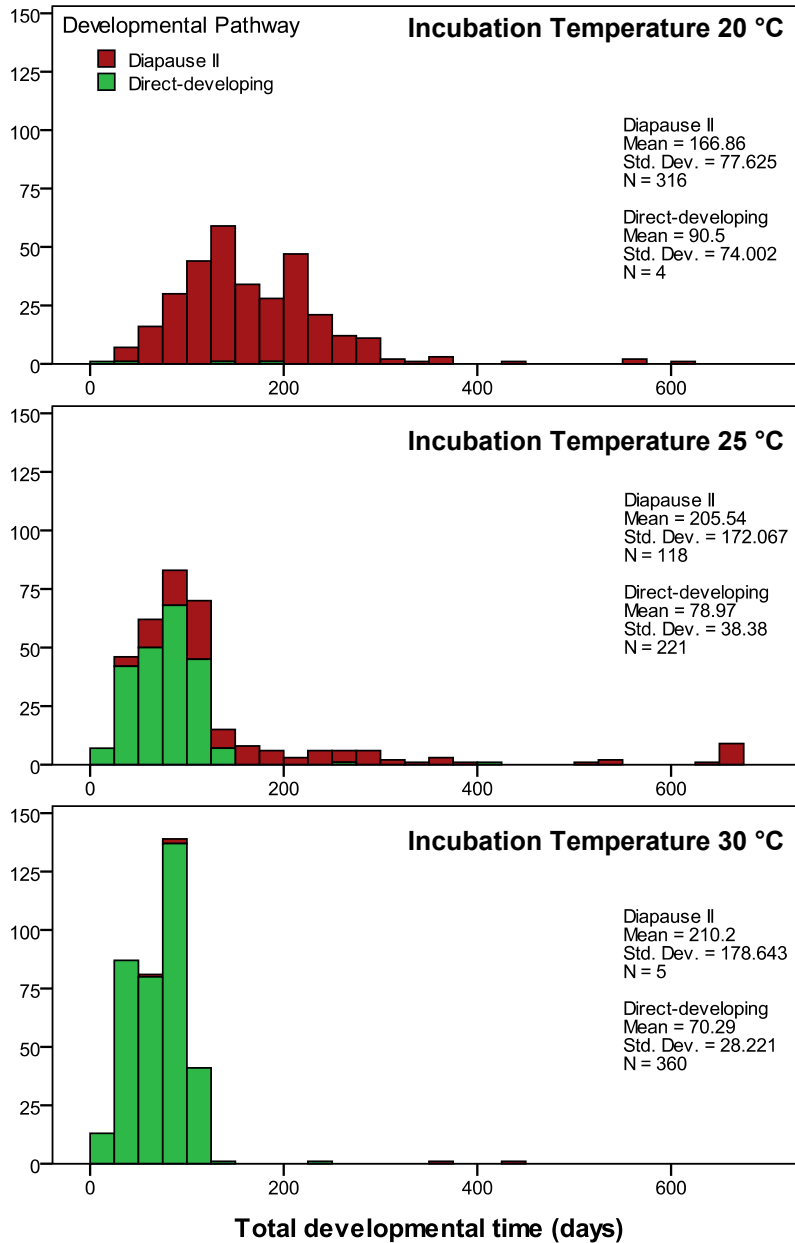 Developmental Pathway
Diapause II
Direct-developing
Incubation Temperature 20 °C
Diapause II
Mean = 166.86
Std. Dev. = 77.625
N = 316
Direct-developing
Mean = 90.5
Std. Dev. = 74.002
N = 4
150
125
100
75
50
25
0
0 200 400 600
Incubation Temperature 25 °C
Diapause II
Mean = 205.54
Std. Dev. = 172.067
N = 118
Direct-developing
Mean = 78.97
Std. Dev. = 38.38
N = 221
150
125
100
75
50
25
0
0 200 400 600
Incubation Temperature 30 °C
Diapause II
Mean = 210.2
Std. Dev. = 178.643
N = 5
Direct-developing
Mean = 70.29
Std. Dev. = 28.221
N = 360
150
125
100
75
50
25
0
0 200 400 600
Total developmental time (days)